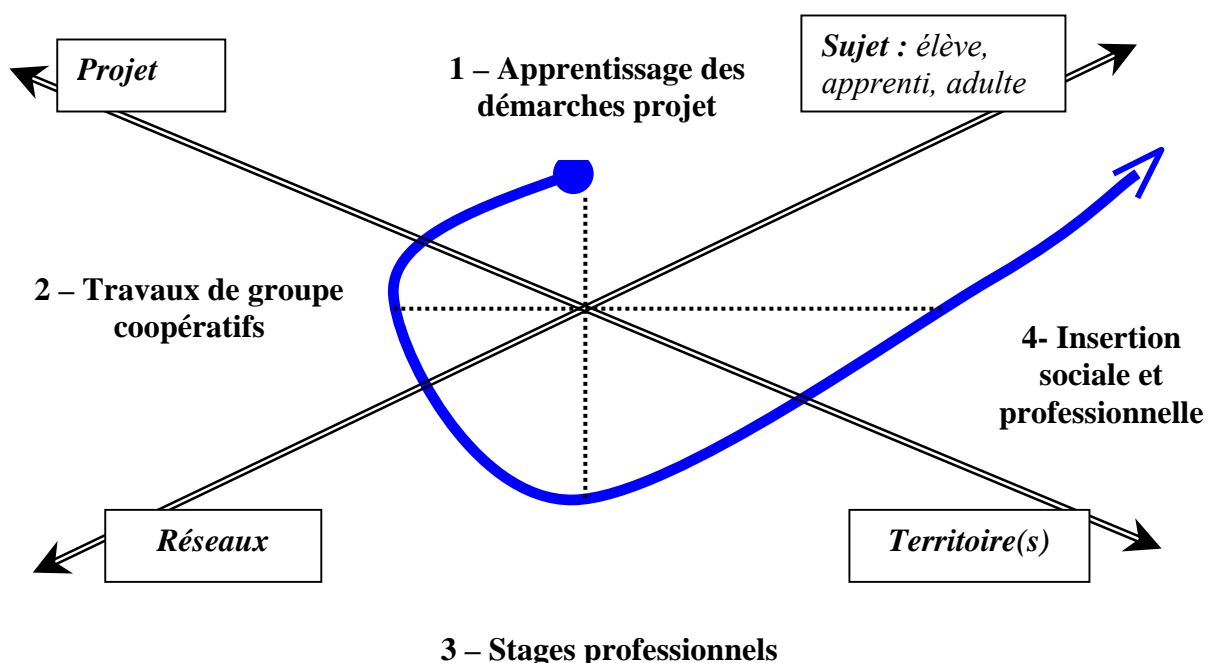 Projet
1 – Apprentissage des
démarches projet
Sujet : élève,
apprenti, adulte
2 – Travaux de groupe
coopératifs
4- Insertion
sociale et
professionnelle
Réseaux
Territoire(s)
3 – Stages professionnels